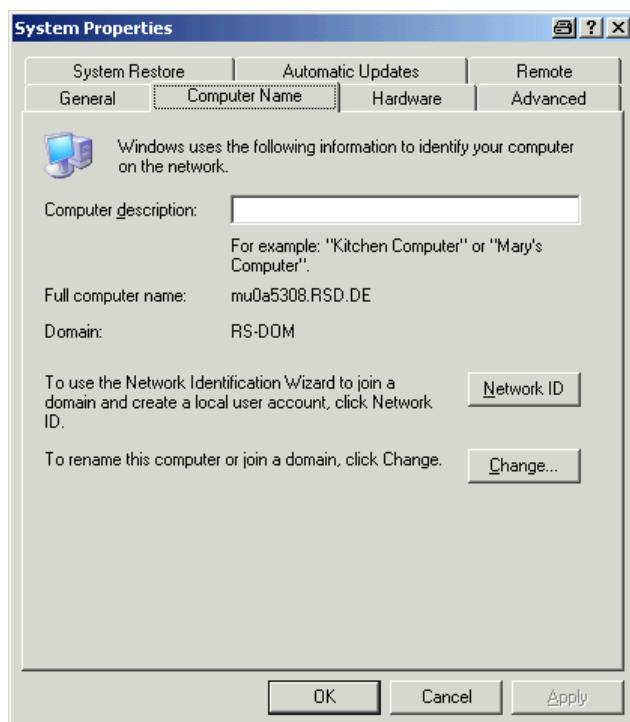 System Properties
System Restore
Automatic Updates
Remote
General
Computer Name
Hardware
Advanced
Windows uses the following information to identify your computer
on the network.
Computer description:
For example: "Kitchen Computer" or "Mary's
Computer".
Full computer name: mu0a5308.RSD.DE
Domain: RS-DOM
To use the Network Identification Wizard to join a
domain and create a local user account, click Network
ID.
Network ID
To rename this computer or join a domain, click Change.
Change...
OK
Cancel
Apply